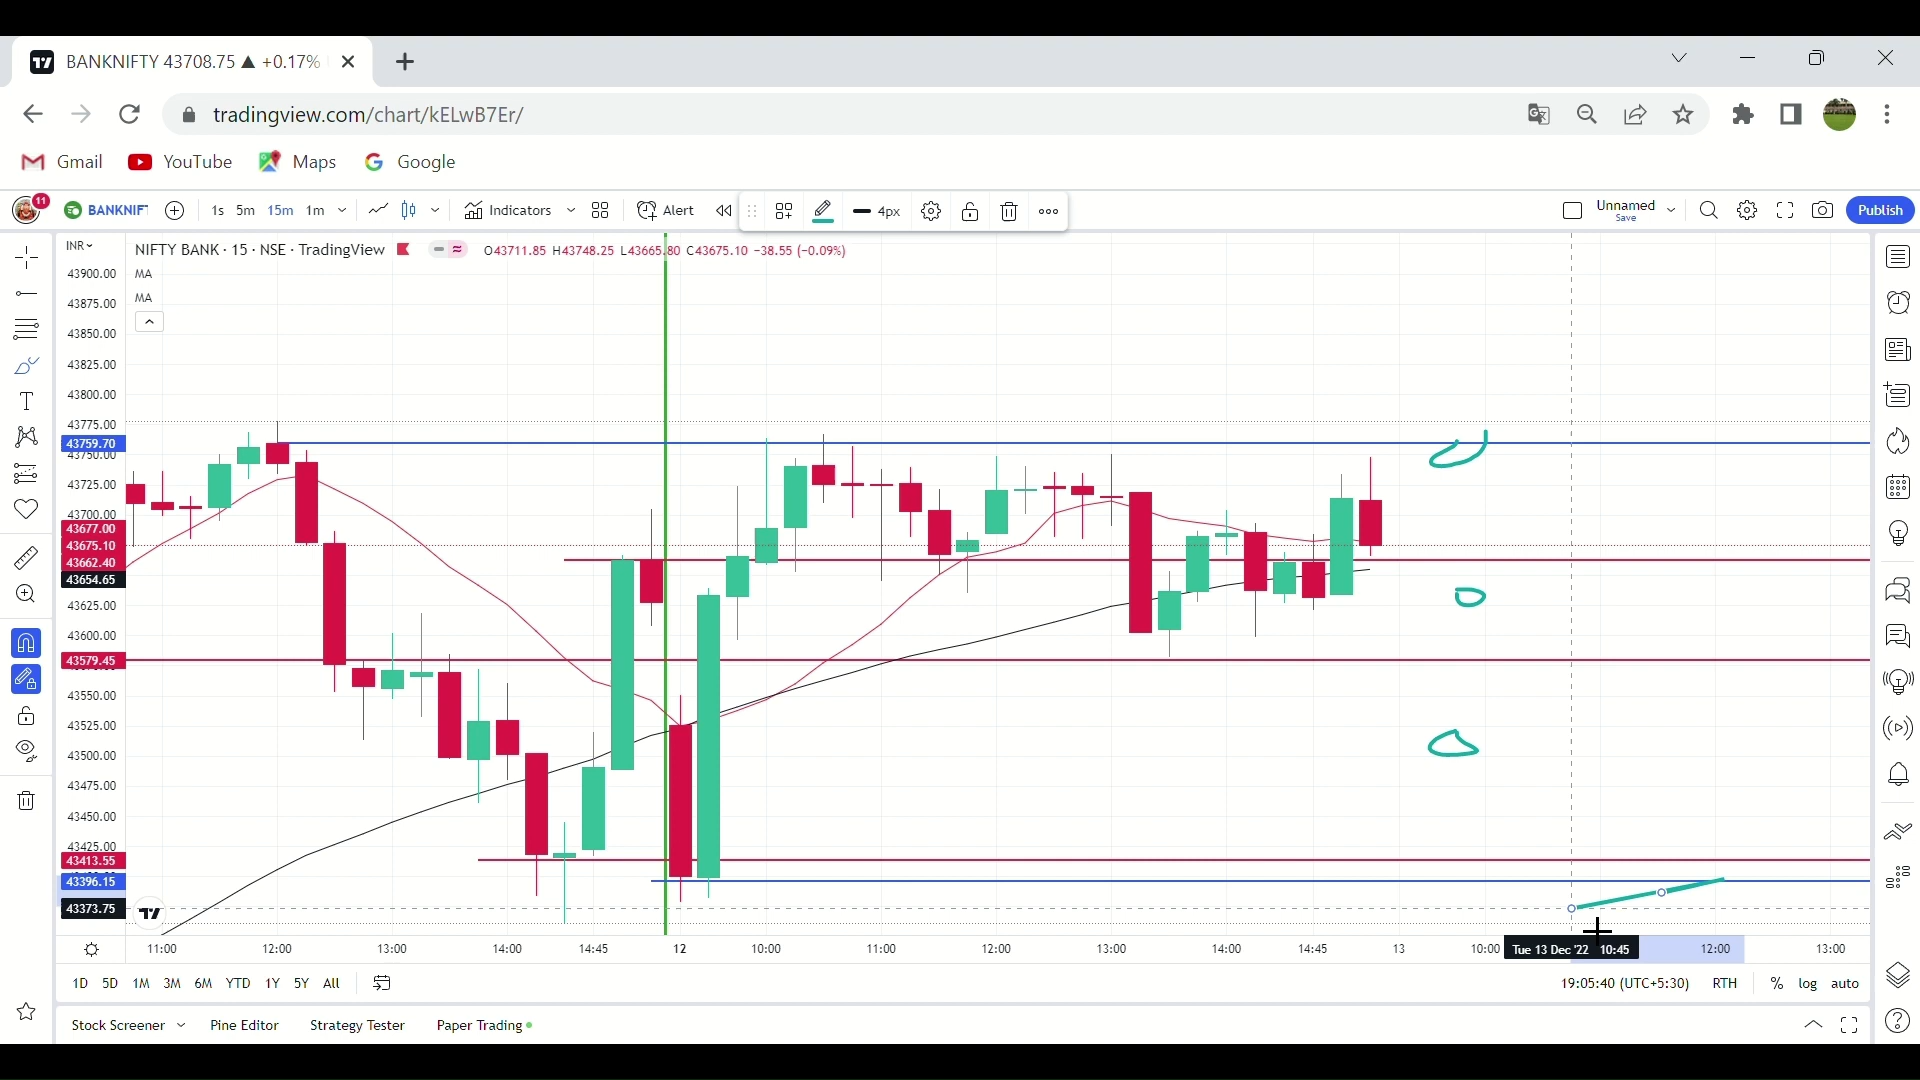 BANKNIFTY 43708.75 ▲ +0.17%
tradingview.com/chart/kELwB7Er/
Gmail YouTube Maps Google
11 BANKNIFT 1s 5m 15m 1m Indicators Alert 4px Unnamed Save Publish
INR NIFTY BANK · 15 · NSE · TradingView O43711.85 H43748.25 L43665.80 C43675.10 −38.55 (−0.09%)
MA
MA
43900.00
43875.00
43850.00
43825.00
43800.00
43775.00
43759.70
43750.00
43725.00
43700.00
43677.00
43675.10
43662.40
43654.65
43625.00
43600.00
43579.45
43550.00
43525.00
43500.00
43475.00
43450.00
43425.00
43413.55
43396.15
43373.75
11:00 12:00 13:00 14:00 14:45 12 10:00 11:00 12:00 13:00 14:00 14:45 13 10:00 Tue 13 Dec '22 10:45 12:00 13:00
1D 5D 1M 3M 6M YTD 1Y 5Y All 19:05:40 (UTC+5:30) RTH % log auto
Stock Screener Pine Editor Strategy Tester Paper Trading